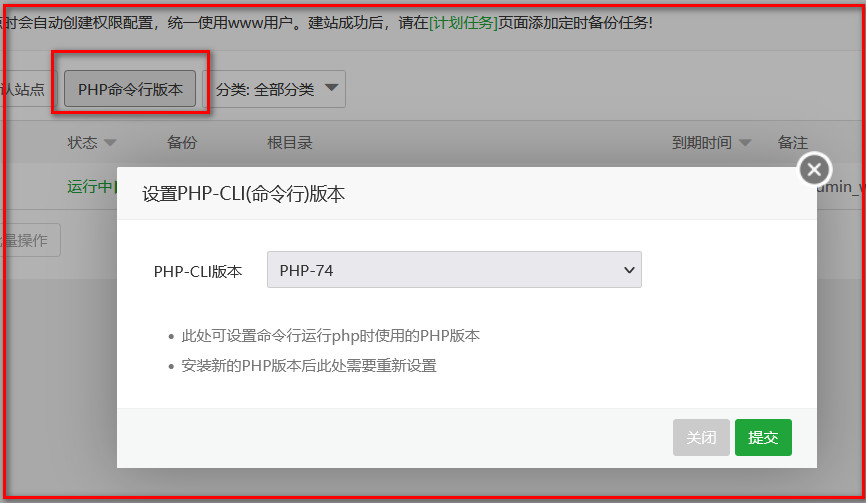 时会自动创建权限配置，统一使用www用户。建站成功后，请在[计划任务]页面添加定时备份任务!
认站点
PHP命令行版本
分类: 全部分类
状态 备份 根目录 到期时间 备注
运行中
dmin_w
量操作
设置PHP-CLI(命令行)版本
PHP-CLI版本 PHP-74
• 此处可设置命令行运行php时使用的PHP版本
• 安装新的PHP版本后此处需要重新设置
关闭 提交